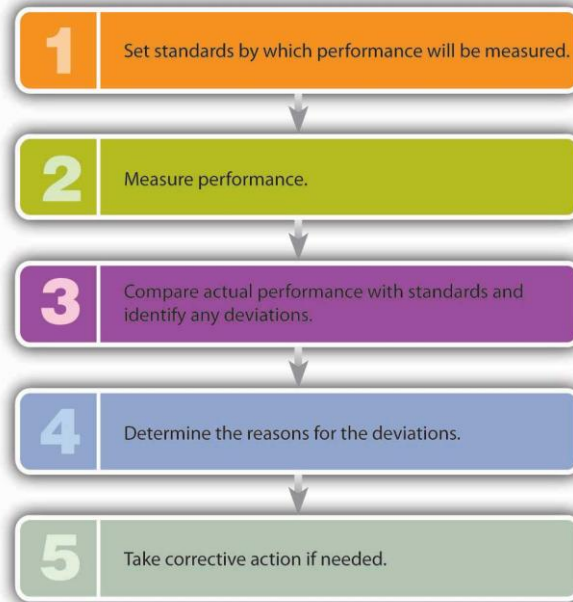 1
Set standards by which performance will be measured.
2
Measure performance.
3
Compare actual performance with standards and
identify any deviations.
4
Determine the reasons for the deviations.
5
Take corrective action if needed.